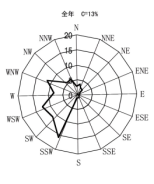 全年 C=13%
N
NNW NNE
20
NW NE
15
WNW 10 ENE
5
W 0 E
WSW ESE
SW SE
SSW SSE
S